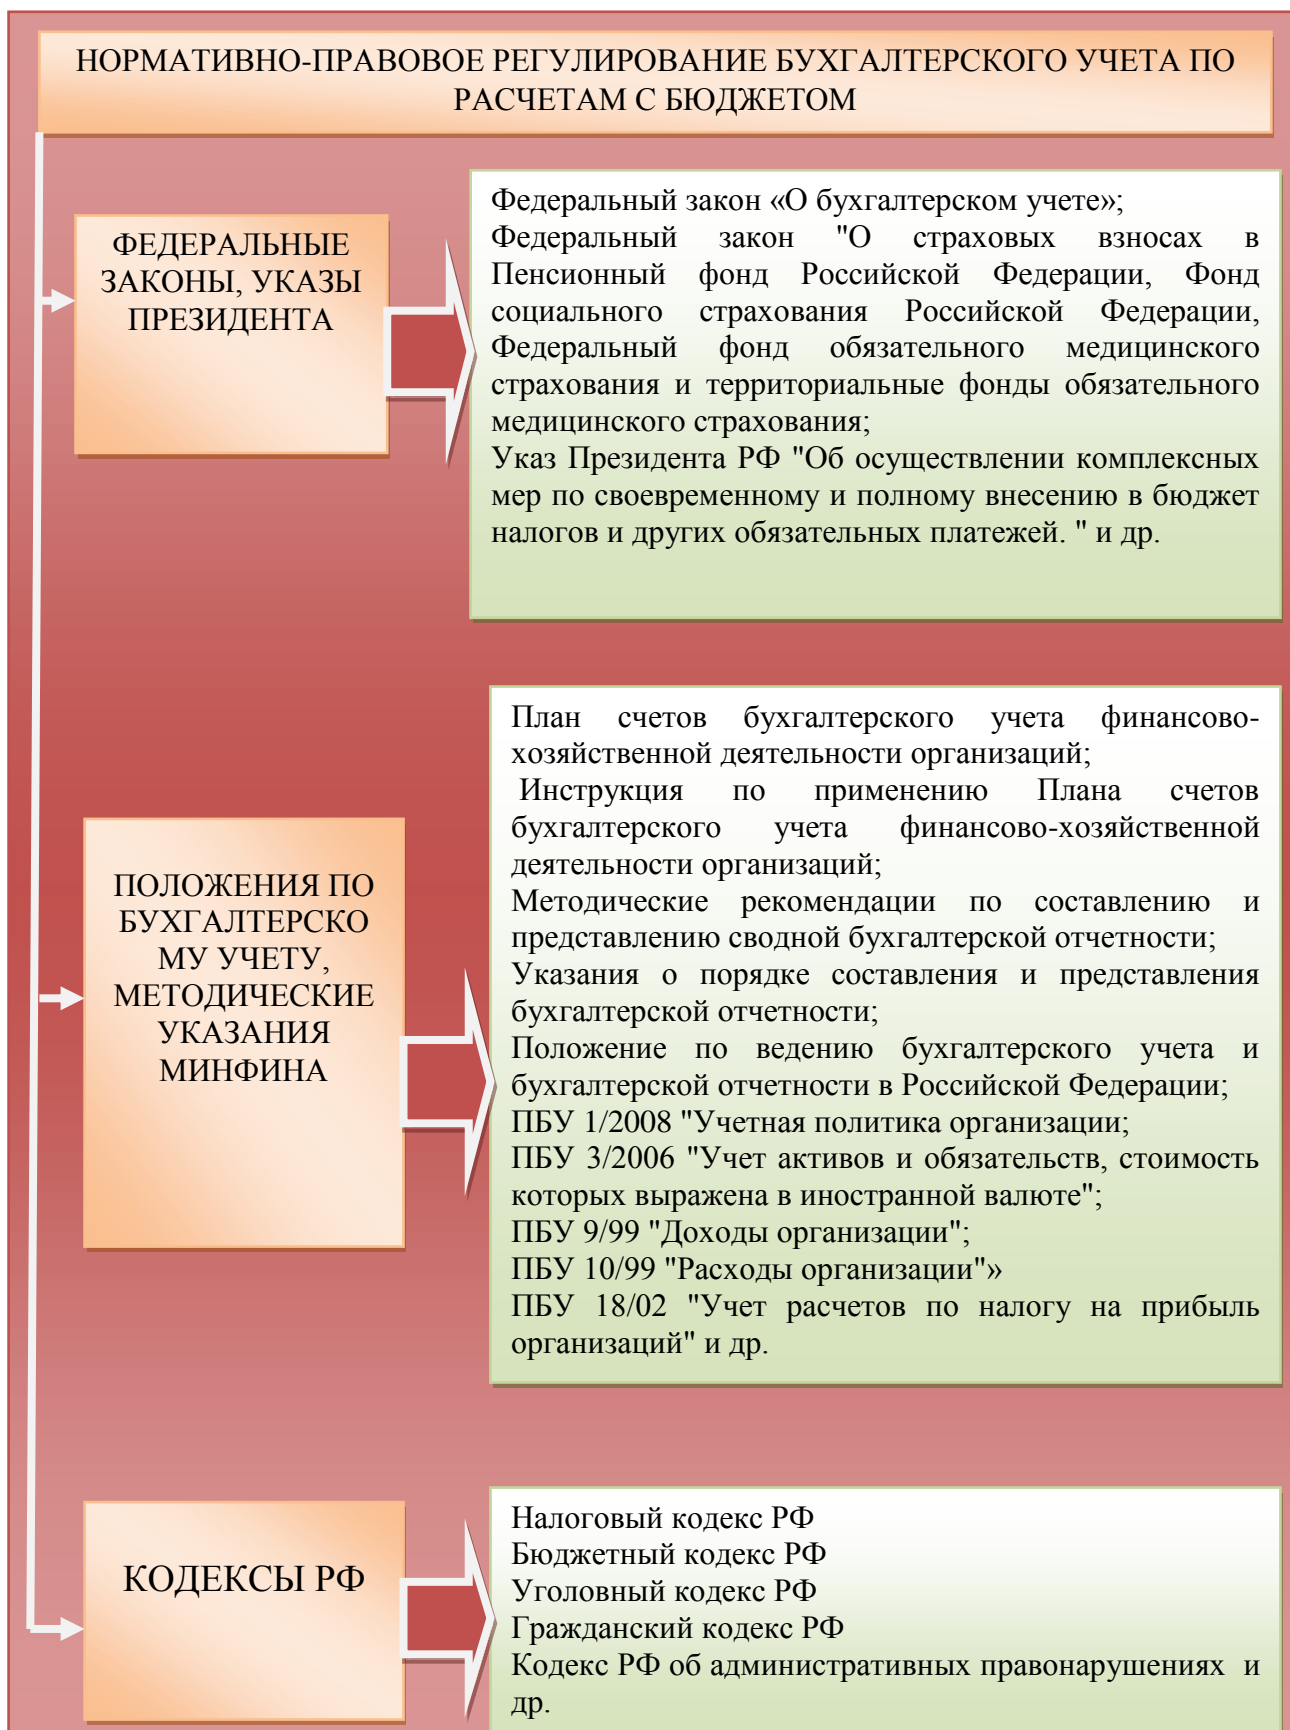 НОРМАТИВНО-ПРАВОВОЕ РЕГУЛИРОВАНИЕ БУХГАЛТЕРСКОГО УЧЕТА ПО
РАСЧЕТАМ С БЮДЖЕТОМ
ФЕДЕРАЛЬНЫЕ
ЗАКОНЫ, УКАЗЫ
ПРЕЗИДЕНТА
Федеральный закон «О бухгалтерском учете»;
Федеральный закон "О страховых взносах в
Пенсионный фонд Российской Федерации, Фонд
социального страхования Российской Федерации,
Федеральный фонд обязательного медицинского
страхования и территориальные фонды обязательного
медицинского страхования;
Указ Президента РФ "Об осуществлении комплексных
мер по своевременному и полному внесению в бюджет
налогов и других обязательных платежей. " и др.
ПОЛОЖЕНИЯ ПО
БУХГАЛТЕРСКО
МУ УЧЕТУ,
МЕТОДИЧЕСКИЕ
УКАЗАНИЯ
МИНФИНА
План счетов бухгалтерского учета финансово-
хозяйственной деятельности организаций;
Инструкция по применению Плана счетов
бухгалтерского учета финансово-хозяйственной
деятельности организаций;
Методические рекомендации по составлению и
представлению сводной бухгалтерской отчетности;
Указания о порядке составления и представления
бухгалтерской отчетности;
Положение по ведению бухгалтерского учета и
бухгалтерской отчетности в Российской Федерации;
ПБУ 1/2008 "Учетная политика организации;
ПБУ 3/2006 "Учет активов и обязательств, стоимость
которых выражена в иностранной валюте";
ПБУ 9/99 "Доходы организации";
ПБУ 10/99 "Расходы организации"»
ПБУ 18/02 "Учет расчетов по налогу на прибыль
организаций" и др.
КОДЕКСЫ РФ
Налоговый кодекс РФ
Бюджетный кодекс РФ
Уголовный кодекс РФ
Гражданский кодекс РФ
Кодекс РФ об административных правонарушениях и
др.